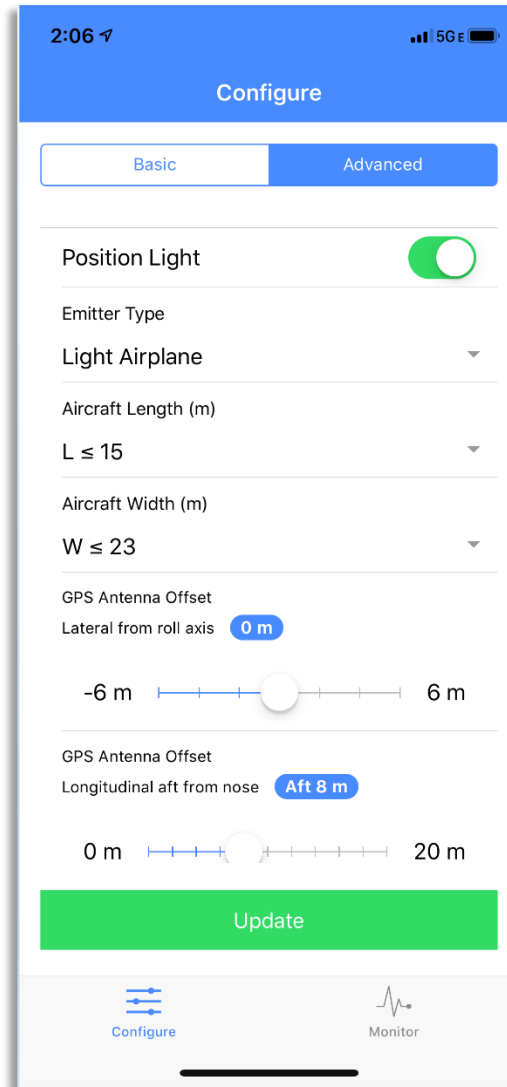 2:06 5G E
Configure
Basic Advanced
Position Light
Emitter Type
Light Airplane
Aircraft Length (m)
L ≤ 15
Aircraft Width (m)
W ≤ 23
GPS Antenna Offset
Lateral from roll axis 0 m
-6 m 6 m
GPS Antenna Offset
Longitudinal aft from nose Aft 8 m
0 m 20 m
Update
Configure Monitor